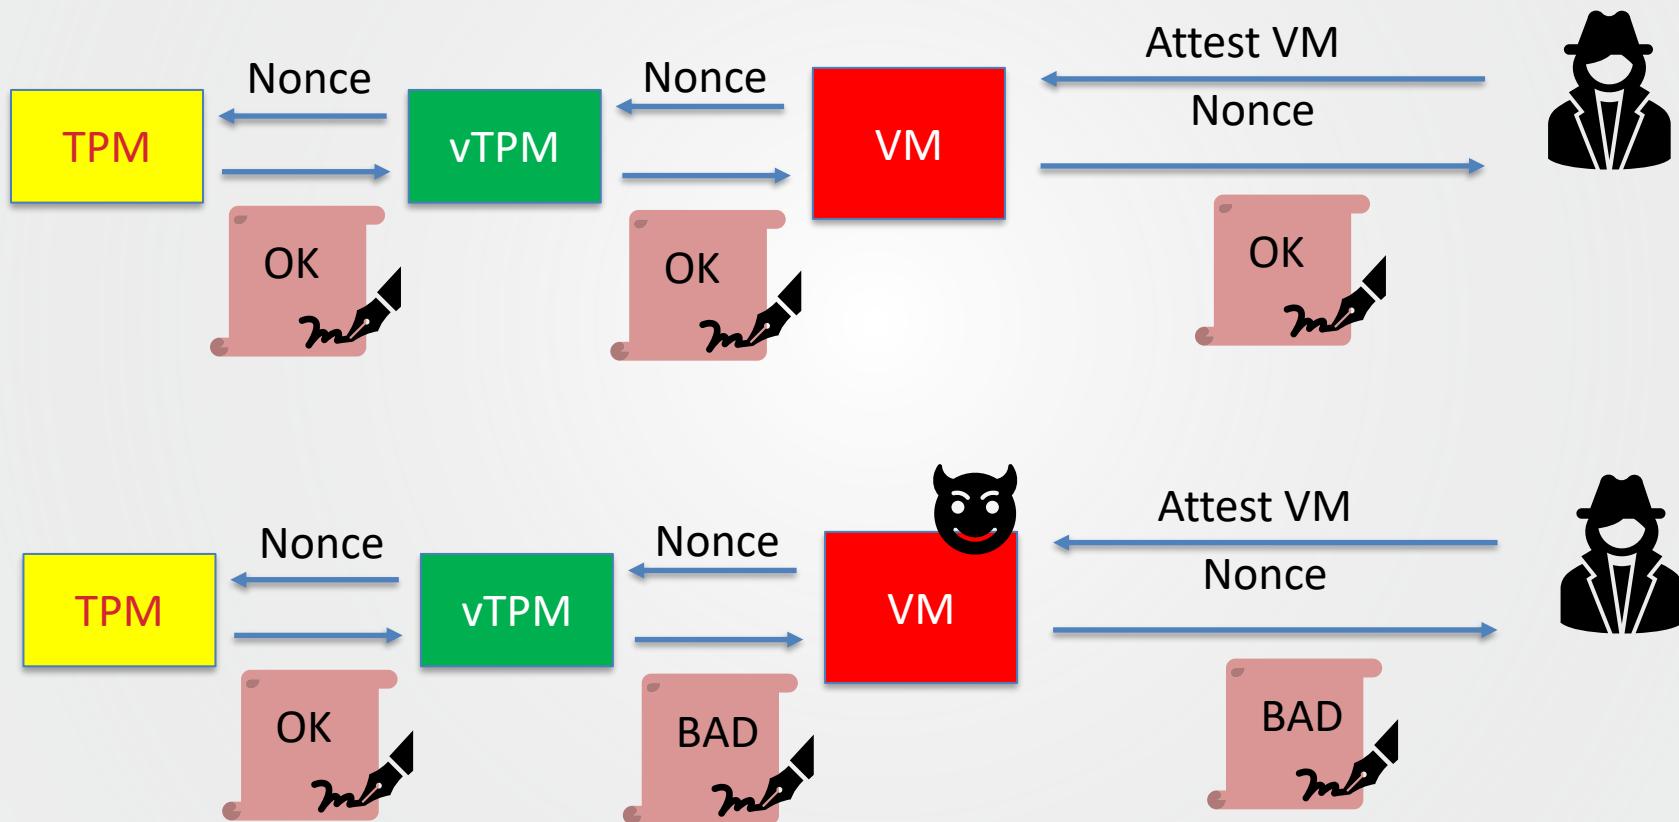 Attest VM
Nonce
Nonce
Nonce
TPM
vTPM
VM
OK
OK
OK
Attest VM
Nonce
Nonce
Nonce
TPM
vTPM
VM
OK
BAD
BAD